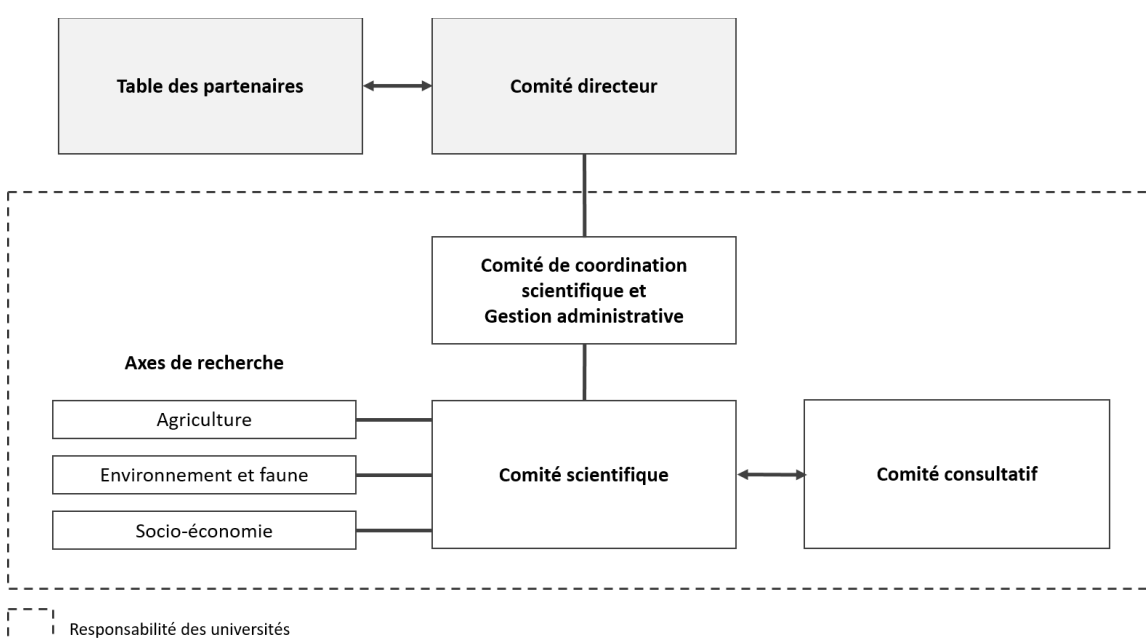 Table des partenaires
Comité directeur
Comité de coordination
scientifique et
Gestion administrative
Axes de recherche
Agriculture
Environnement et faune
Socio-économie
Comité scientifique
Comité consultatif
Responsabilité des universités